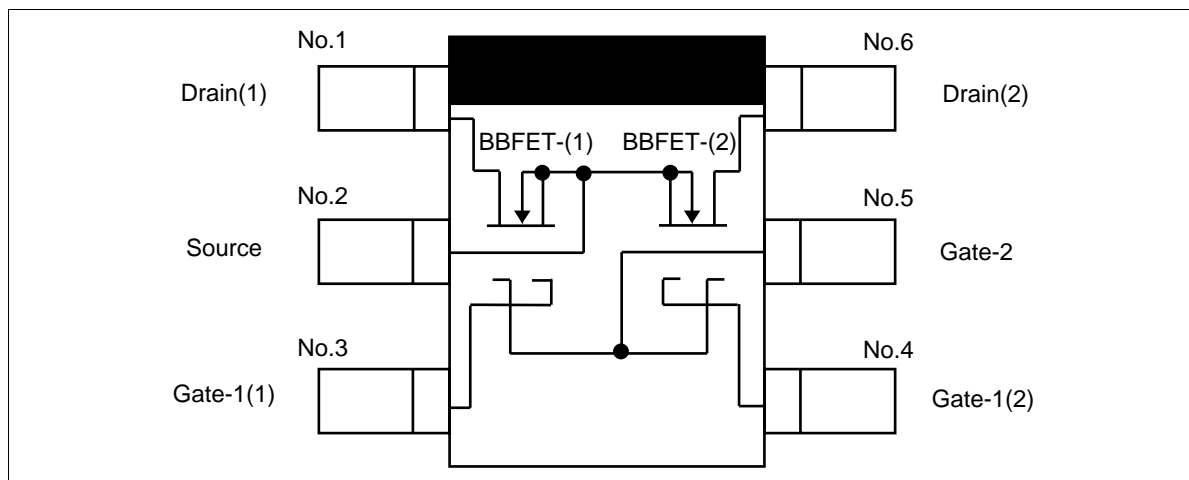 No.1
No.6
Drain(1)
Drain(2)
BBFET-(1)
BBFET-(2)
No.2
No.5
Source
Gate-2
No.3
No.4
Gate-1(1)
Gate-1(2)